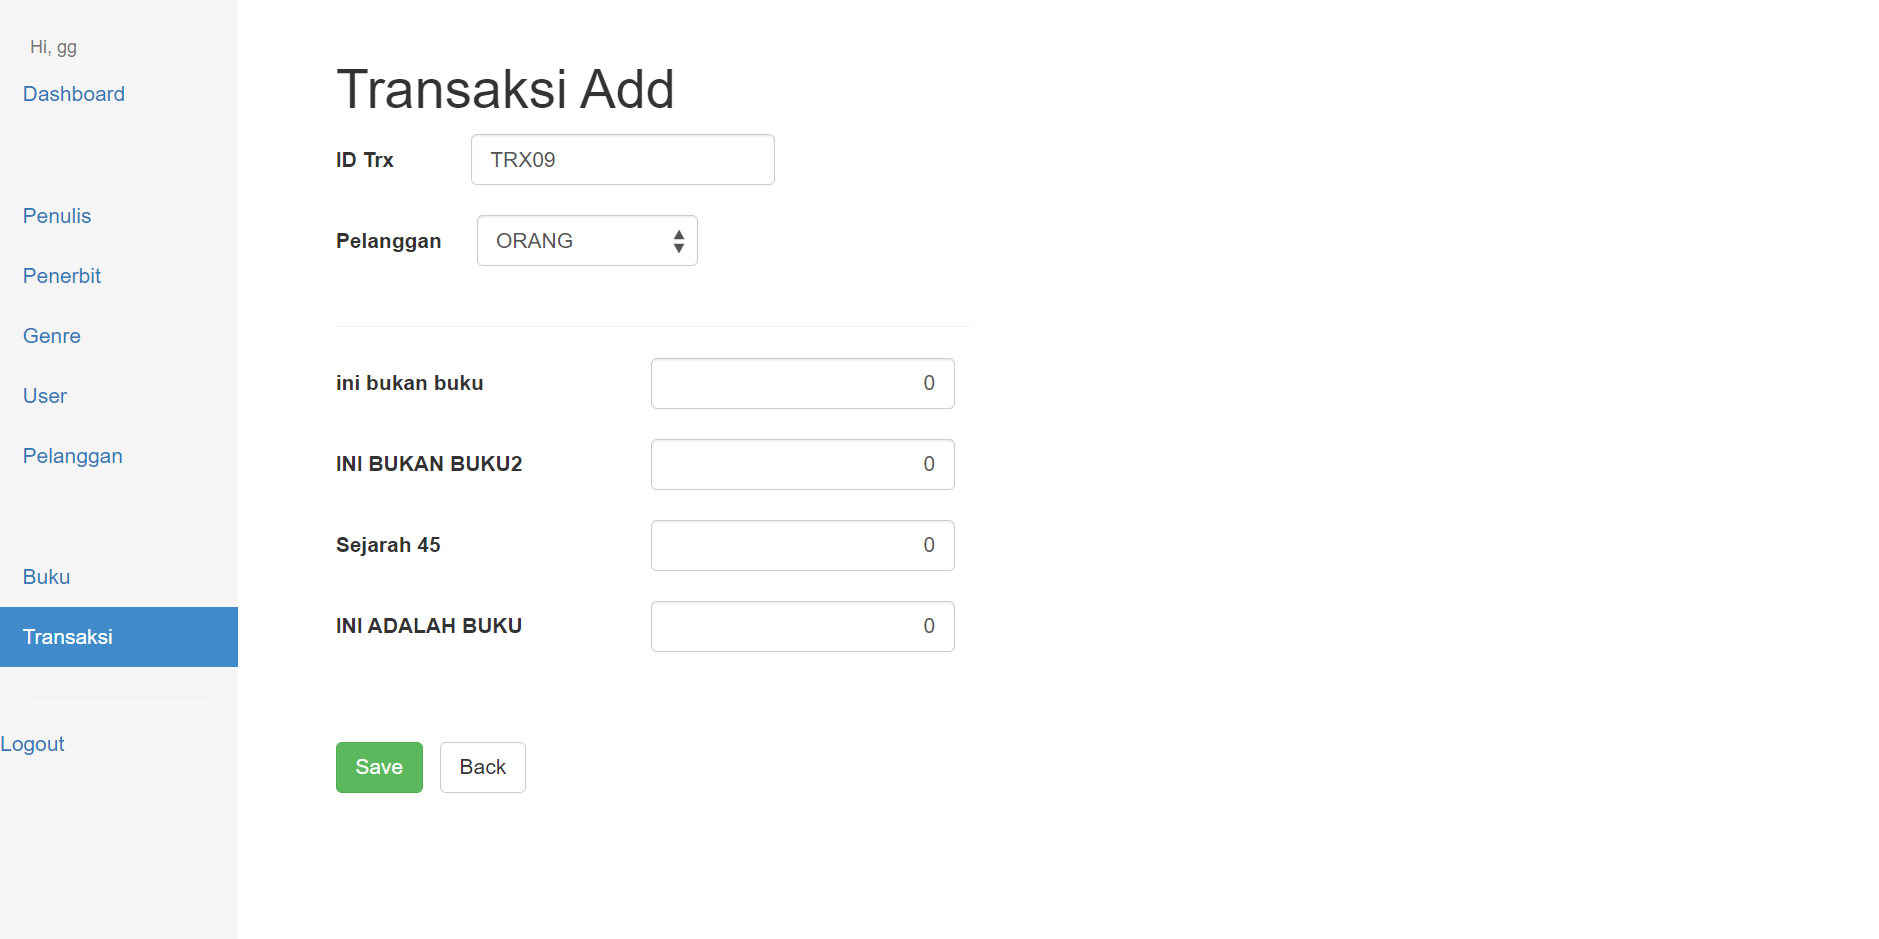 Hi, gg
Dashboard
Penulis
Penerbit
Genre
User
Pelanggan
Buku
Transaksi
Logout
Transaksi Add
ID Trx TRX09
Pelanggan ORANG
ini bukan buku 0
INI BUKAN BUKU2 0
Sejarah 45 0
INI ADALAH BUKU 0
Save Back